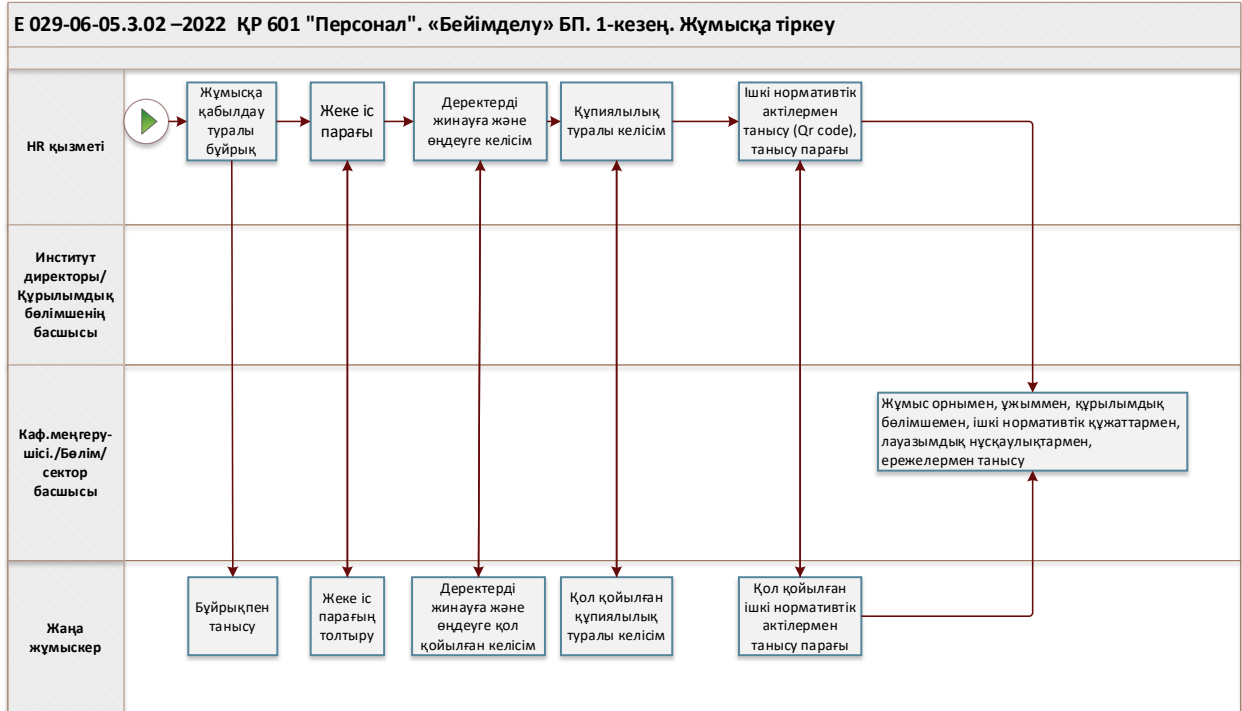 Е 029-06-05.3.02 –2022 ҚР 601 "Персонал". «Бейімделу» БП. 1-кезең. Жұмысқа тіркеу
HR қызметі
Жұмысқа
қабылдау
туралы
бұйрық
Жеке іс
парағы
Деректерді
жинауға және
өңдеуге келісім
Құпиялылық
туралы келісім
Ішкі нормативтік
актілермен
танысу (Qr code),
танысу парағы
Институт
директоры/
Құрылымдық
бөлімшенің
басшысы
Каф.меңгеру-
шісі./Бөлім/
сектор
басшысы
Жұмыс орнымен, ұжыммен, құрылымдық
бөлімшемен, ішкі нормативтік құжаттармен,
лауазымдық нұсқаулықтармен,
ережелермен танысу
Жаңа
жұмыскер
Бұйрықпен
танысу
Жеке іс
парағың
толтыру
Деректерді
жинауға және
өңдеуге қол
қойылған келісім
Қол қойылған
құпиялылық
туралы келісім
Қол қойылған
ішкі нормативтік
актілермен
танысу парағы